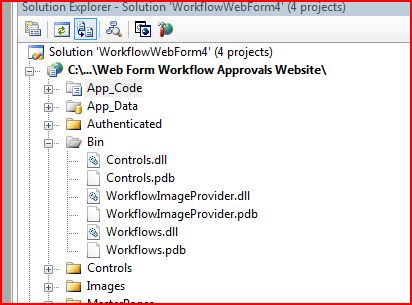 Solution Explorer - Solution 'WorkflowWebForm4' (4 projects)
Solution 'WorkflowWebForm4' (4 projects)
C:\...\Web Form Workflow Approvals Website\
App_Code
App_Data
Authenticated
Bin
Controls.dll
Controls.pdb
WorkflowImageProvider.dll
WorkflowImageProvider.pdb
Workflows.dll
Workflows.pdb
Controls
Images
MasterPages